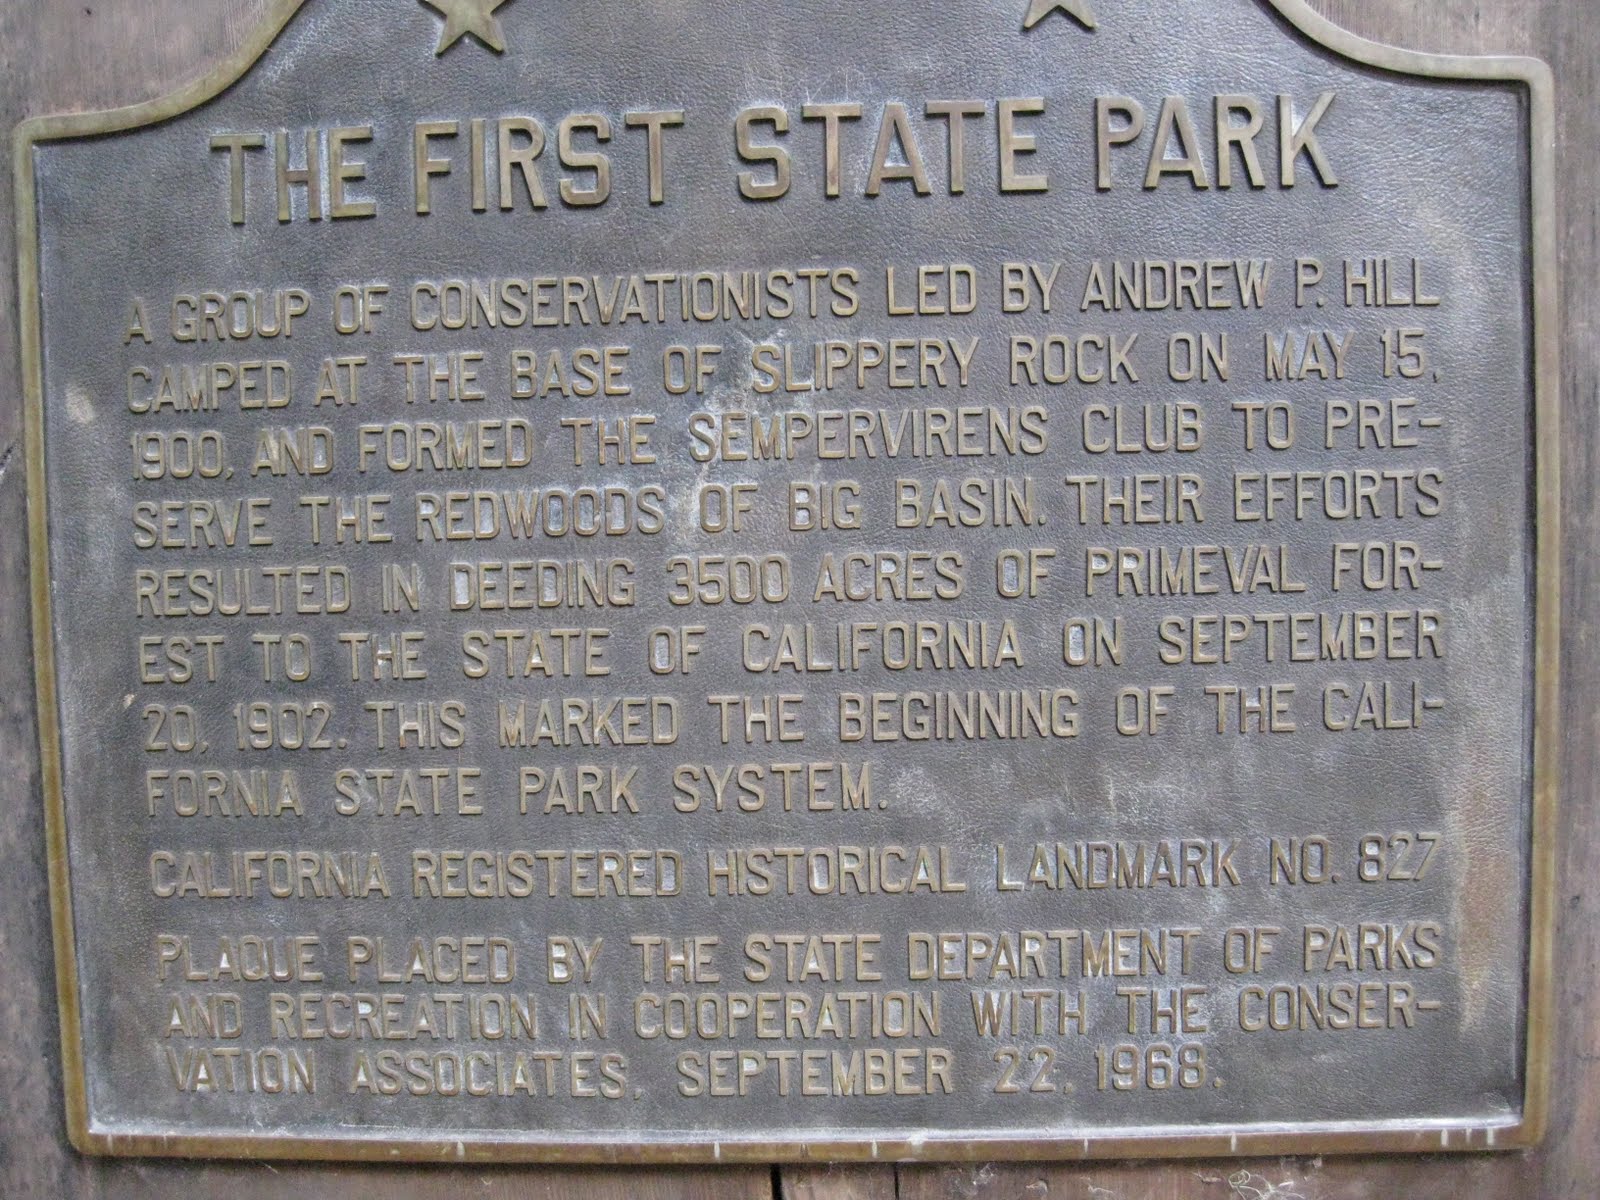 THE FIRST STATE PARK
A GROUP OF CONSERVATIONISTS LED BY ANDREW P. HILL
CAMPED AT THE BASE OF SLIPPERY ROCK ON MAY 15,
1900, AND FORMED THE SEMPERVIRENS CLUB TO PRE-
SERVE THE REDWOODS OF BIG BASIN. THEIR EFFORTS
RESULTED IN DEEDING 3500 ACRES OF PRIMEVAL FOR-
EST TO THE STATE OF CALIFORNIA ON SEPTEMBER
20, 1902. THIS MARKED THE BEGINNING OF THE CALI-
FORNIA STATE PARK SYSTEM.
CALIFORNIA REGISTERED HISTORICAL LANDMARK NO. 827
PLAQUE PLACED BY THE STATE DEPARTMENT OF PARKS
AND RECREATION IN COOPERATION WITH THE CONSER-
VATION ASSOCIATES, SEPTEMBER 22, 1968.